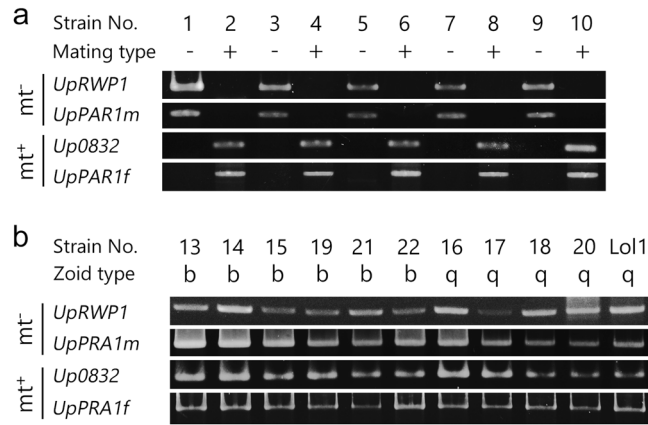 a
Strain No. 1 2 3 4 5 6 7 8 9 10
Mating type - + - + - + - + - +
mt⁻
UpRWP1
UpPAR1m
mt⁺
Up0832
UpPAR1f
b
Strain No. 13 14 15 19 21 22 16 17 18 20 Lol1
Zoid type b b b b b b q q q q q
mt⁻
UpRWP1
UpPRA1m
mt⁺
Up0832
UpPRA1f